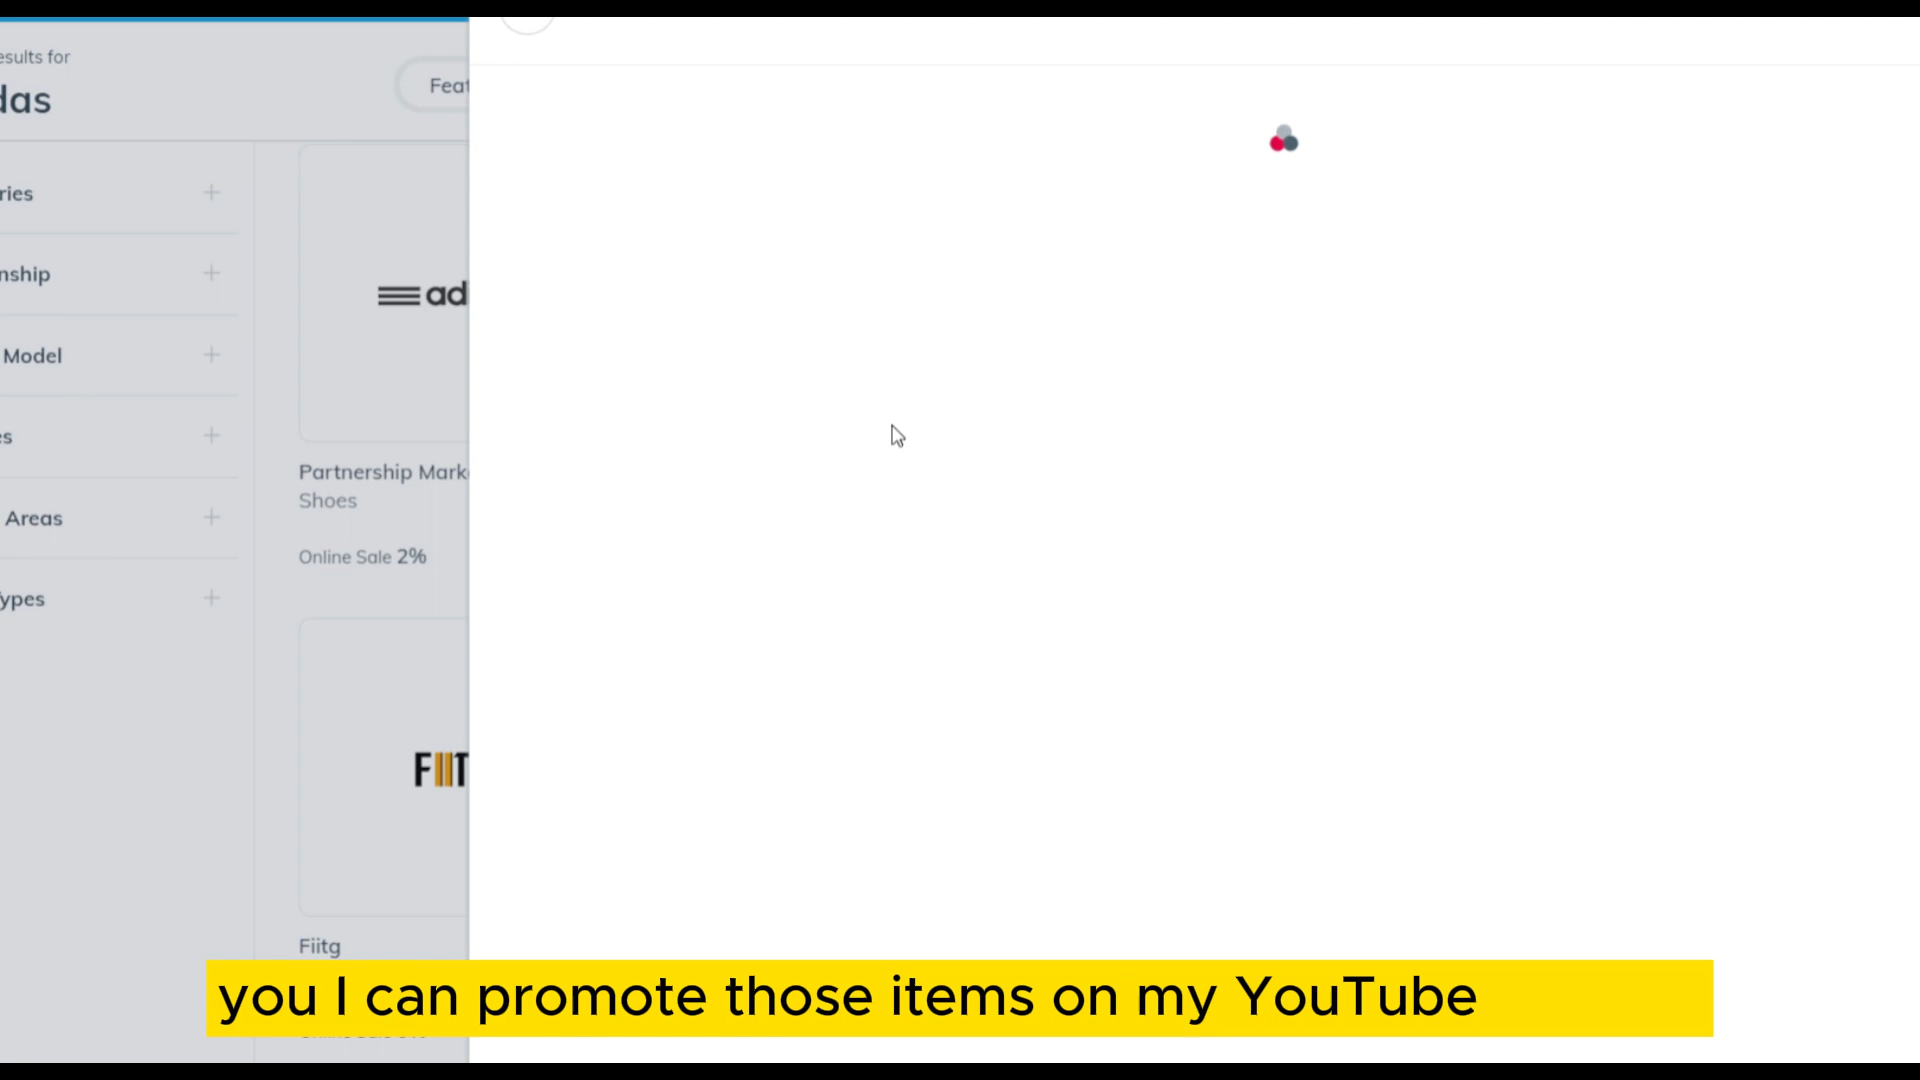 esults for
das
Feat
ries
nship
Model
es
Areas
ypes
ad
Partnership Mark
Shoes
Online Sale 2%
FIIT
Fiitg
you I can promote those items on my YouTube